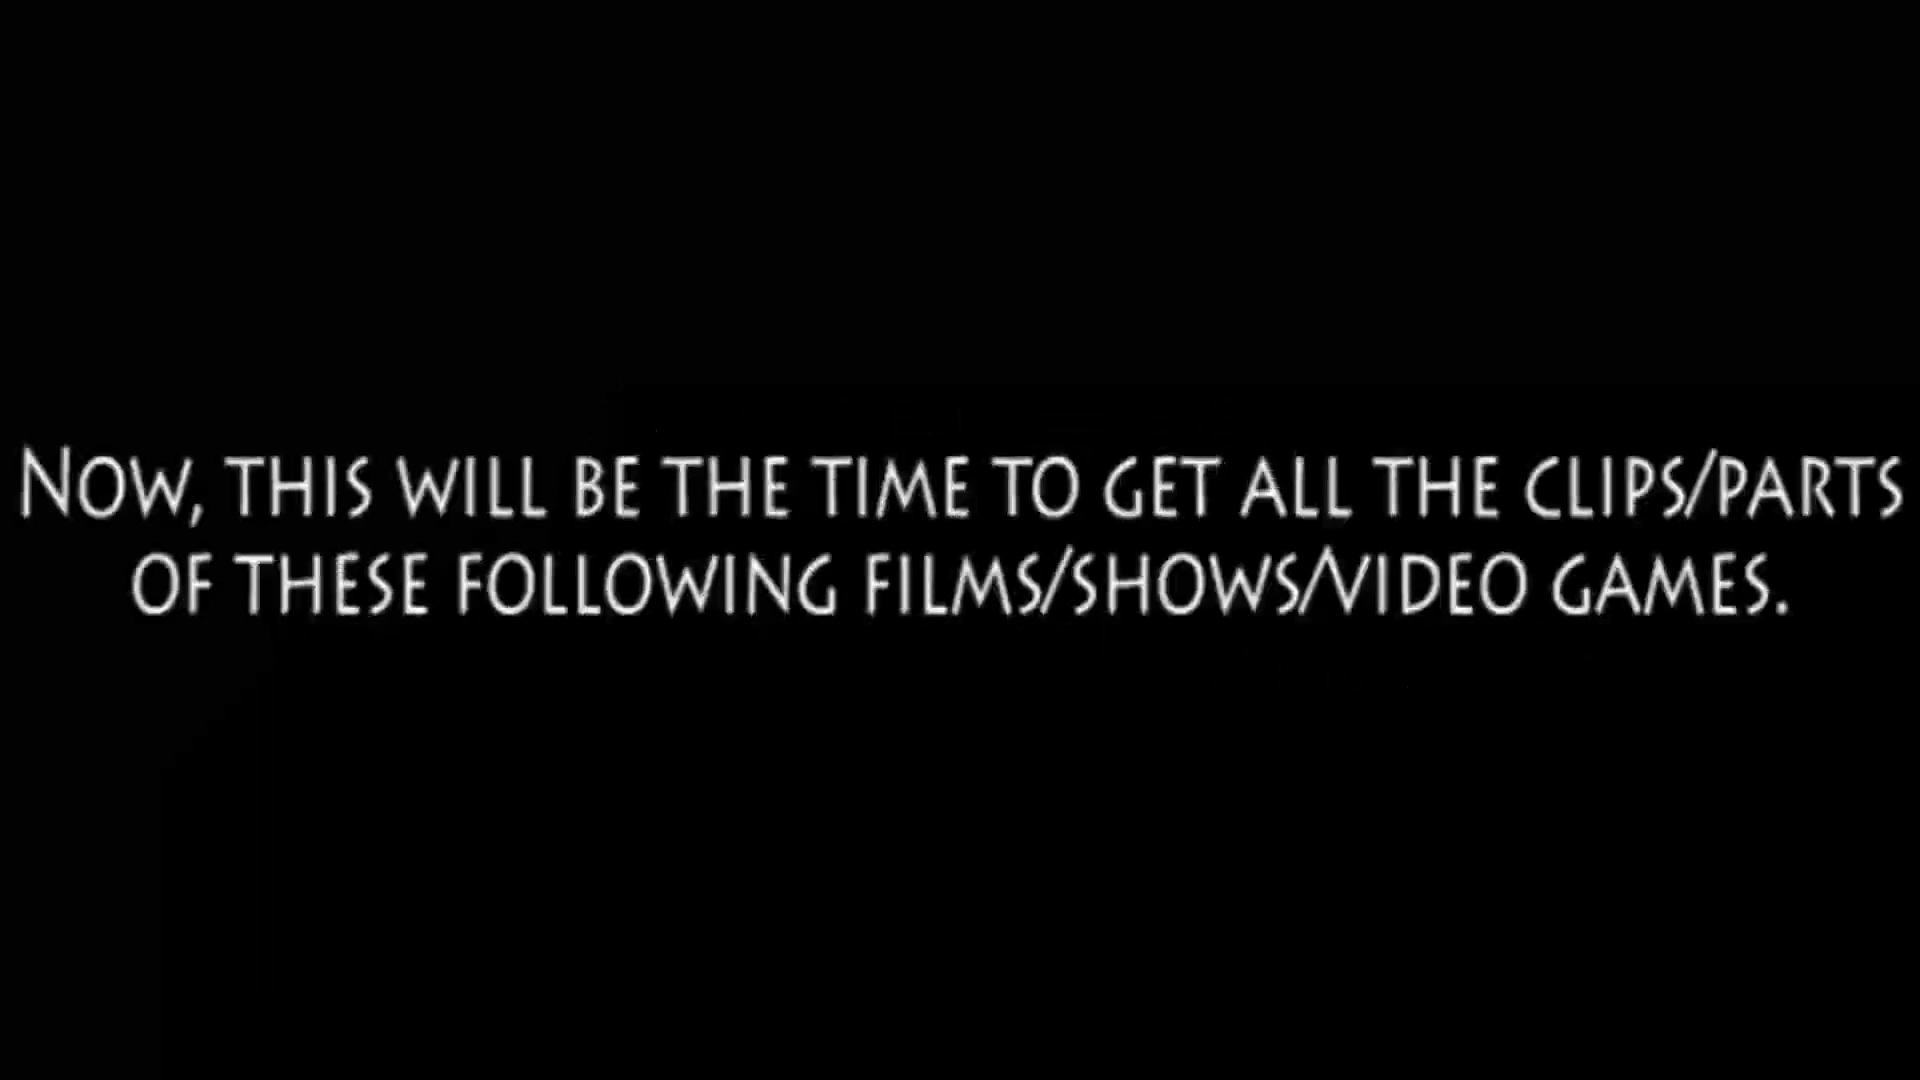 Now, this will be the time to get all the clips/parts
of these following films/shows/video games.